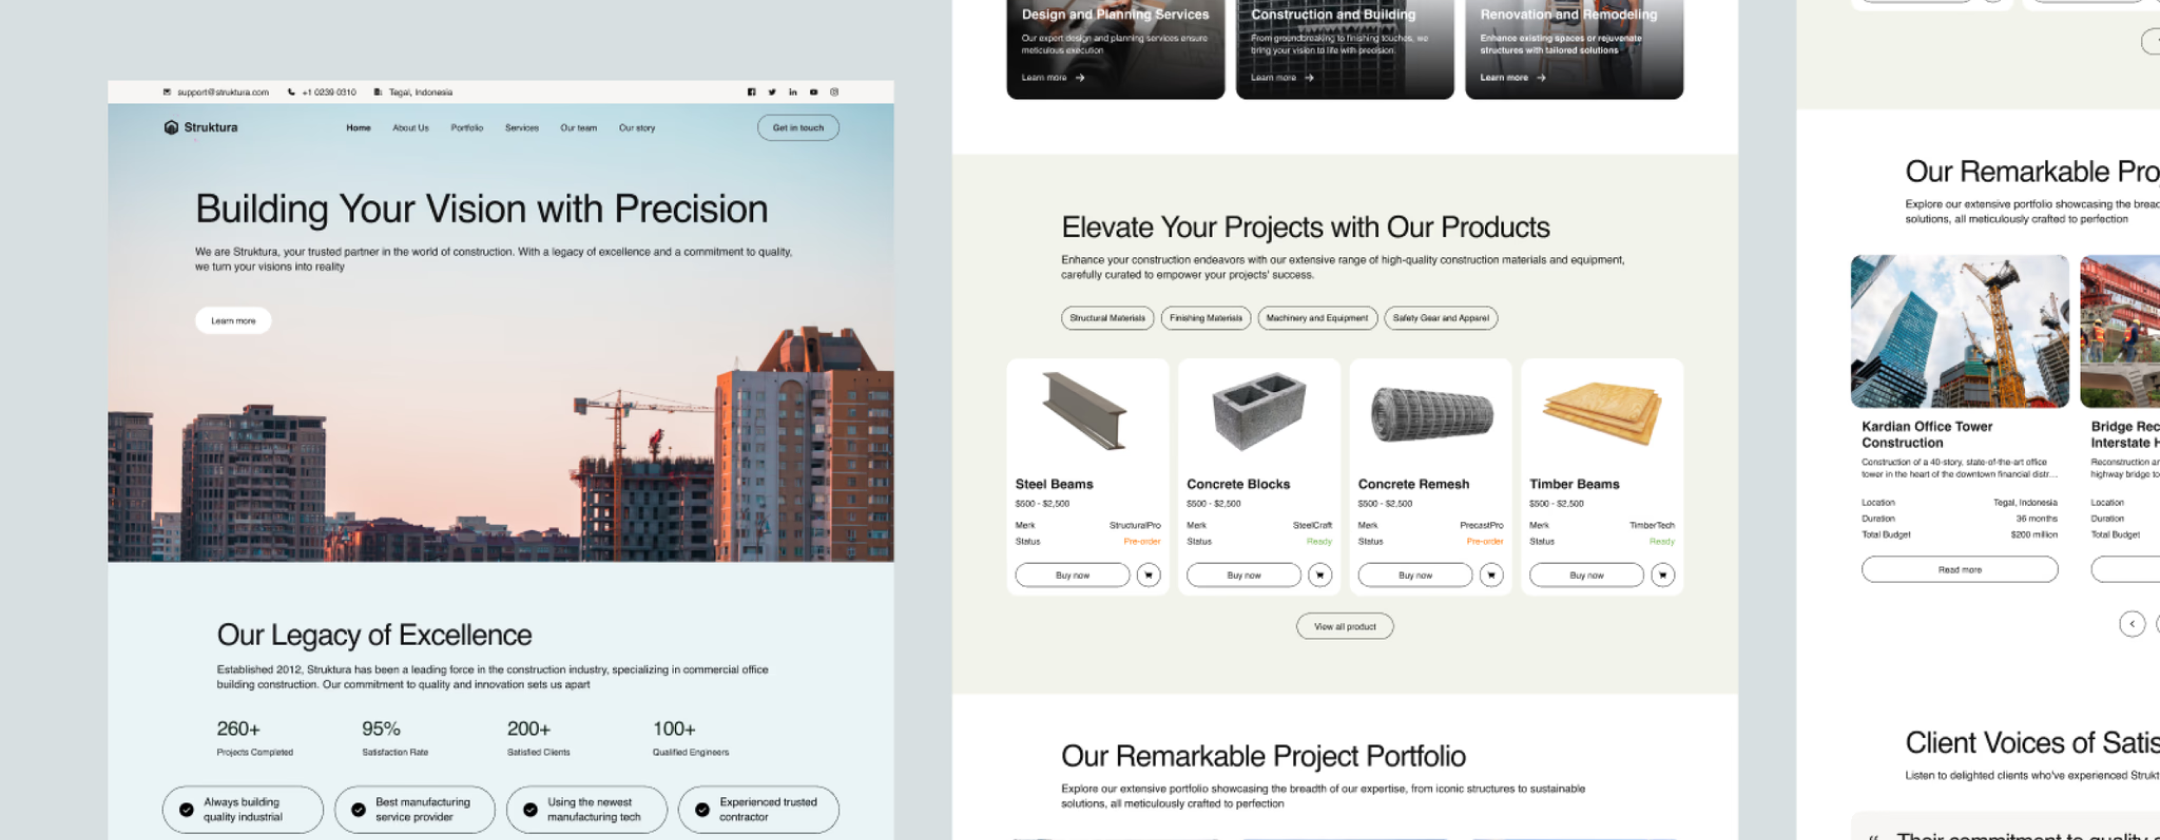 support@struktura.com
+1 0239 0310
Tegal, Indonesia
Struktura
Home
About Us
Portfolio
Services
Our team
Our story
Get in touch
Building Your Vision with Precision
We are Struktura, your trusted partner in the world of construction. With a legacy of excellence and a commitment to quality,
we turn your visions into reality
Learn more
Our Legacy of Excellence
Established 2012, Struktura has been a leading force in the construction industry, specializing in commercial office
building construction. Our commitment to quality and innovation sets us apart
260+
Projects Completed
95%
Satisfaction Rate
200+
Satisfied Clients
100+
Qualified Engineers
Always building
quality industrial
Best manufacturing
service provider
Using the newest
manufacturing tech
Experienced trusted
contractor
Design and Planning Services
Our expert design and planning services ensure
meticulous execution
Learn more
Construction and Building
From groundbreaking to finishing touches, we
bring your vision to life with precision.
Learn more
Renovation and Remodeling
Enhance existing spaces or rejuvenate
structures with tailored solutions
Learn more
Elevate Your Projects with Our Products
Enhance your construction endeavors with our extensive range of high-quality construction materials and equipment,
carefully curated to empower your projects' success.
Structural Materials
Finishing Materials
Machinery and Equipment
Safety Gear and Apparel
Steel Beams
$500 - $2,500
Merk StructuralPro
Status Pre-order
Buy now
Concrete Blocks
$500 - $2,500
Merk SteelCraft
Status Ready
Buy now
Concrete Remesh
$500 - $2,500
Merk PrecastPro
Status Pre-order
Buy now
Timber Beams
$500 - $2,500
Merk TimberTech
Status Ready
Buy now
View all product
Our Remarkable Project Portfolio
Explore our extensive portfolio showcasing the breadth of our expertise, from iconic structures to sustainable
solutions, all meticulously crafted to perfection
Our Remarkable Proj
Explore our extensive portfolio showcasing the bread
solutions, all meticulously crafted to perfection
Kardian Office Tower
Construction
Construction of a 40-story, state-of-the-art office
tower in the heart of the downtown financial distr...
Location Tegal, Indonesia
Duration 36 months
Total Budget $200 million
Read more
Bridge Rec
Interstate H
Reconstruction an
highway bridge to
Location
Duration
Total Budget
Client Voices of Satis
Listen to delighted clients who've experienced Strukt
"Their commitment to quality